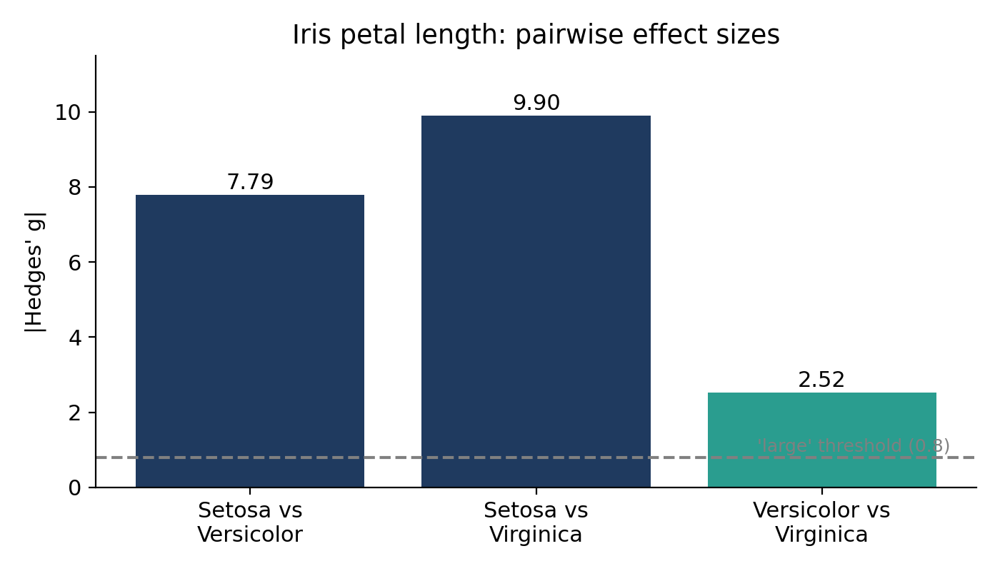 Iris petal length: pairwise effect sizes
|Hedges' g|
10
8
6
4
2
0
7.79
9.90
2.52
'large' threshold (0.8)
Setosa vs
Versicolor
Setosa vs
Virginica
Versicolor vs
Virginica